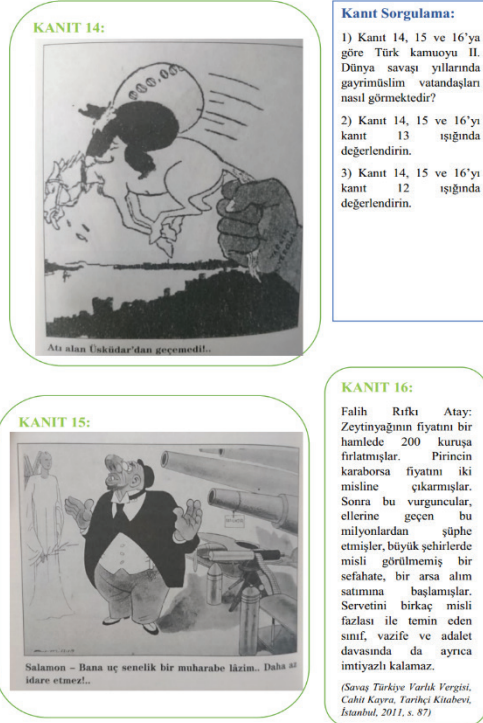 KANIT 14:
000.00
Atı alan Üsküdar'dan geçemedi!..
Kanıt Sorgulama:
1) Kanıt 14, 15 ve 16'ya
göre Türk kamuoyu II.
Dünya savaşı yıllarında
gayrimüslim vatandaşları
nasıl görmektedir?
2) Kanıt 14, 15 ve 16'yı
kanıt 13 ışığında
değerlendirin.
3) Kanıt 14, 15 ve 16'yı
kanıt 12 ışığında
değerlendirin.
KANIT 15:
Salamon – Bana uç senelik bir muharabe lâzim.. Daha az
idare etmez!..
KANIT 16:
Falih Rıfkı Atay:
Zeytinyağının fiyatını bir
hamlede 200 kuruşa
fırlatmışlar. Pirincin
karaborsa fiyatını iki
misline çıkarmışlar.
Sonra bu vurguncular,
ellerine geçen bu
milyonlardan şüphe
etmişler, büyük şehirlerde
misli görülmemiş bir
sefahate, bir arsa alım
satımına başlamışlar.
Servetini birkaç misli
fazlası ile temin eden
sınıf, vazife ve adalet
davasında da ayrıca
imtiyazlı kalamaz.
(Savaş Türkiye Varlık Vergisi,
Cahit Kayra, Tarihçi Kitabevi,
İstanbul, 2011, s. 87)